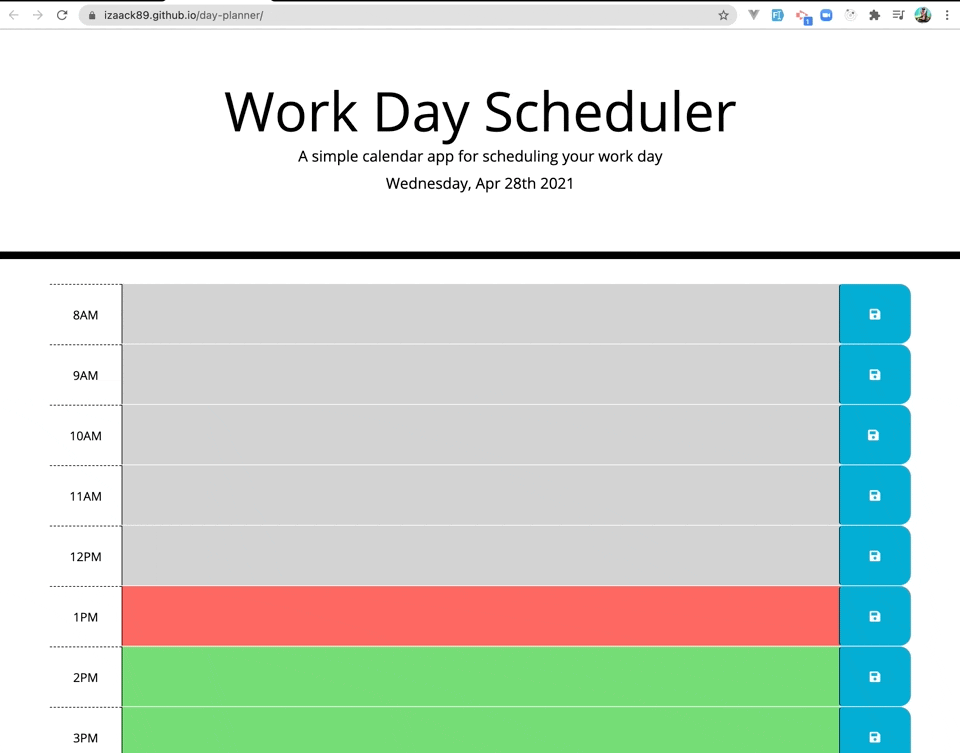 izaack89.github.io/day-planner/
1
Work Day Scheduler
A simple calendar app for scheduling your work day
Wednesday, Apr 28th 2021
8AM
9AM
10AM
11AM
12PM
1PM
2PM
3PM